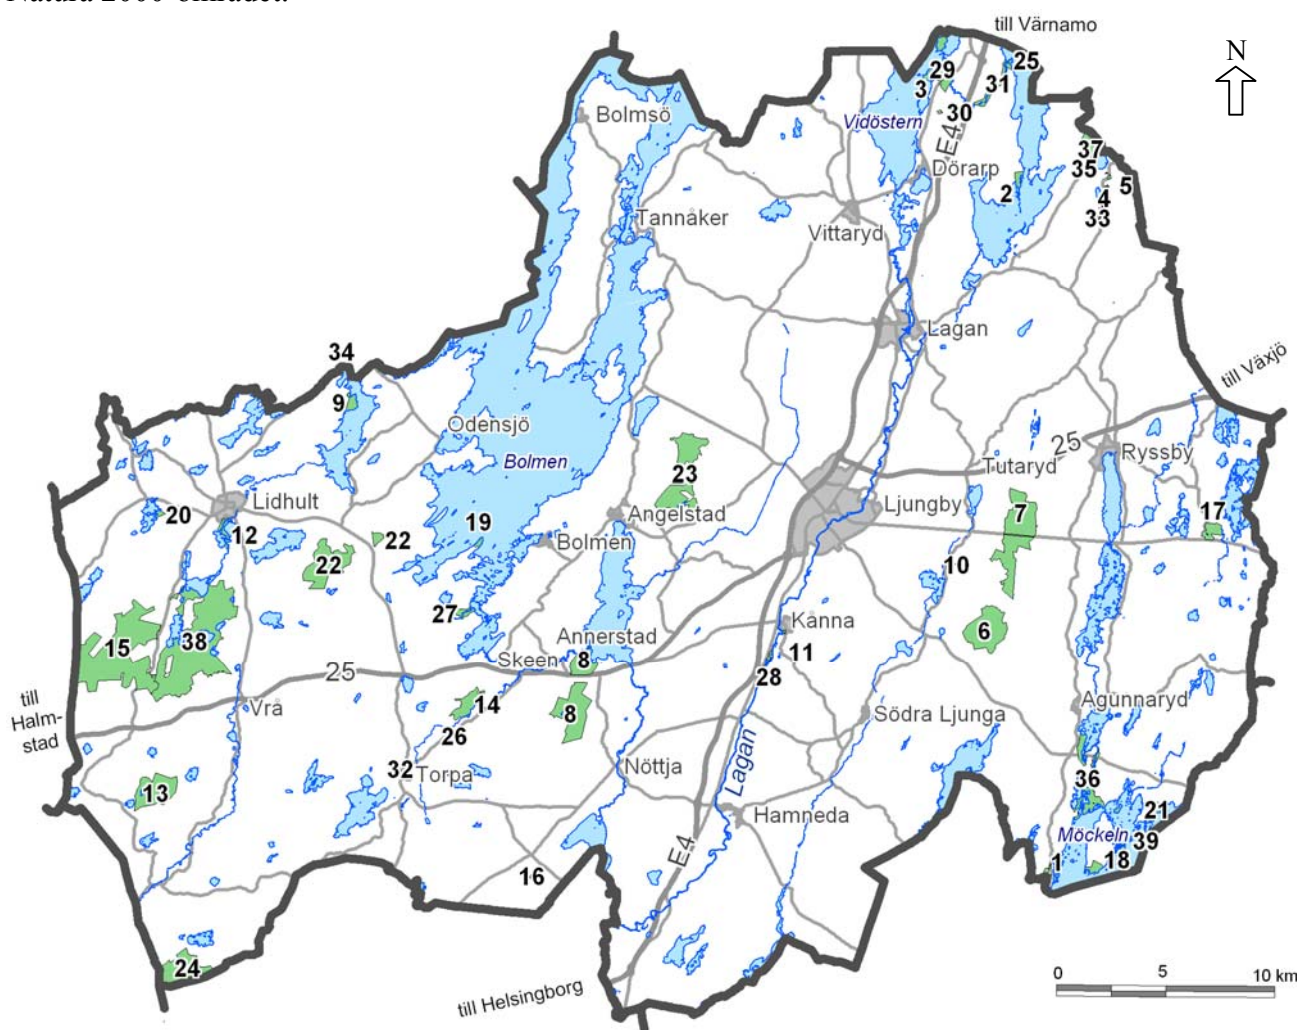 Natura 2000-området.
till Värnamo
N
29
25
3
31
30
Bolmsö
Vidöstern
E4
Dörarp
37
35
5
2
4
33
Tannåker
Vittaryd
Lagan
34
till Växjö
9
Odensjö
Bolmen
25
Ryssby
Tutaryd
23
Lidhult
20
12
19
Angelstad
Ljungby
7
17
22
22
Bolmen
10
27
Kånna
6
15
38
Annerstad
Skeen
8
11
25
28
till
Halm-
stad
Vrå
14
8
Södra Ljunga
Agunnaryd
26
Lagan
32
Torpa
Nöttja
13
36
Hamneda
21
Möckeln
39
E4
1
18
16
24
till Helsingborg
0 5 10 km